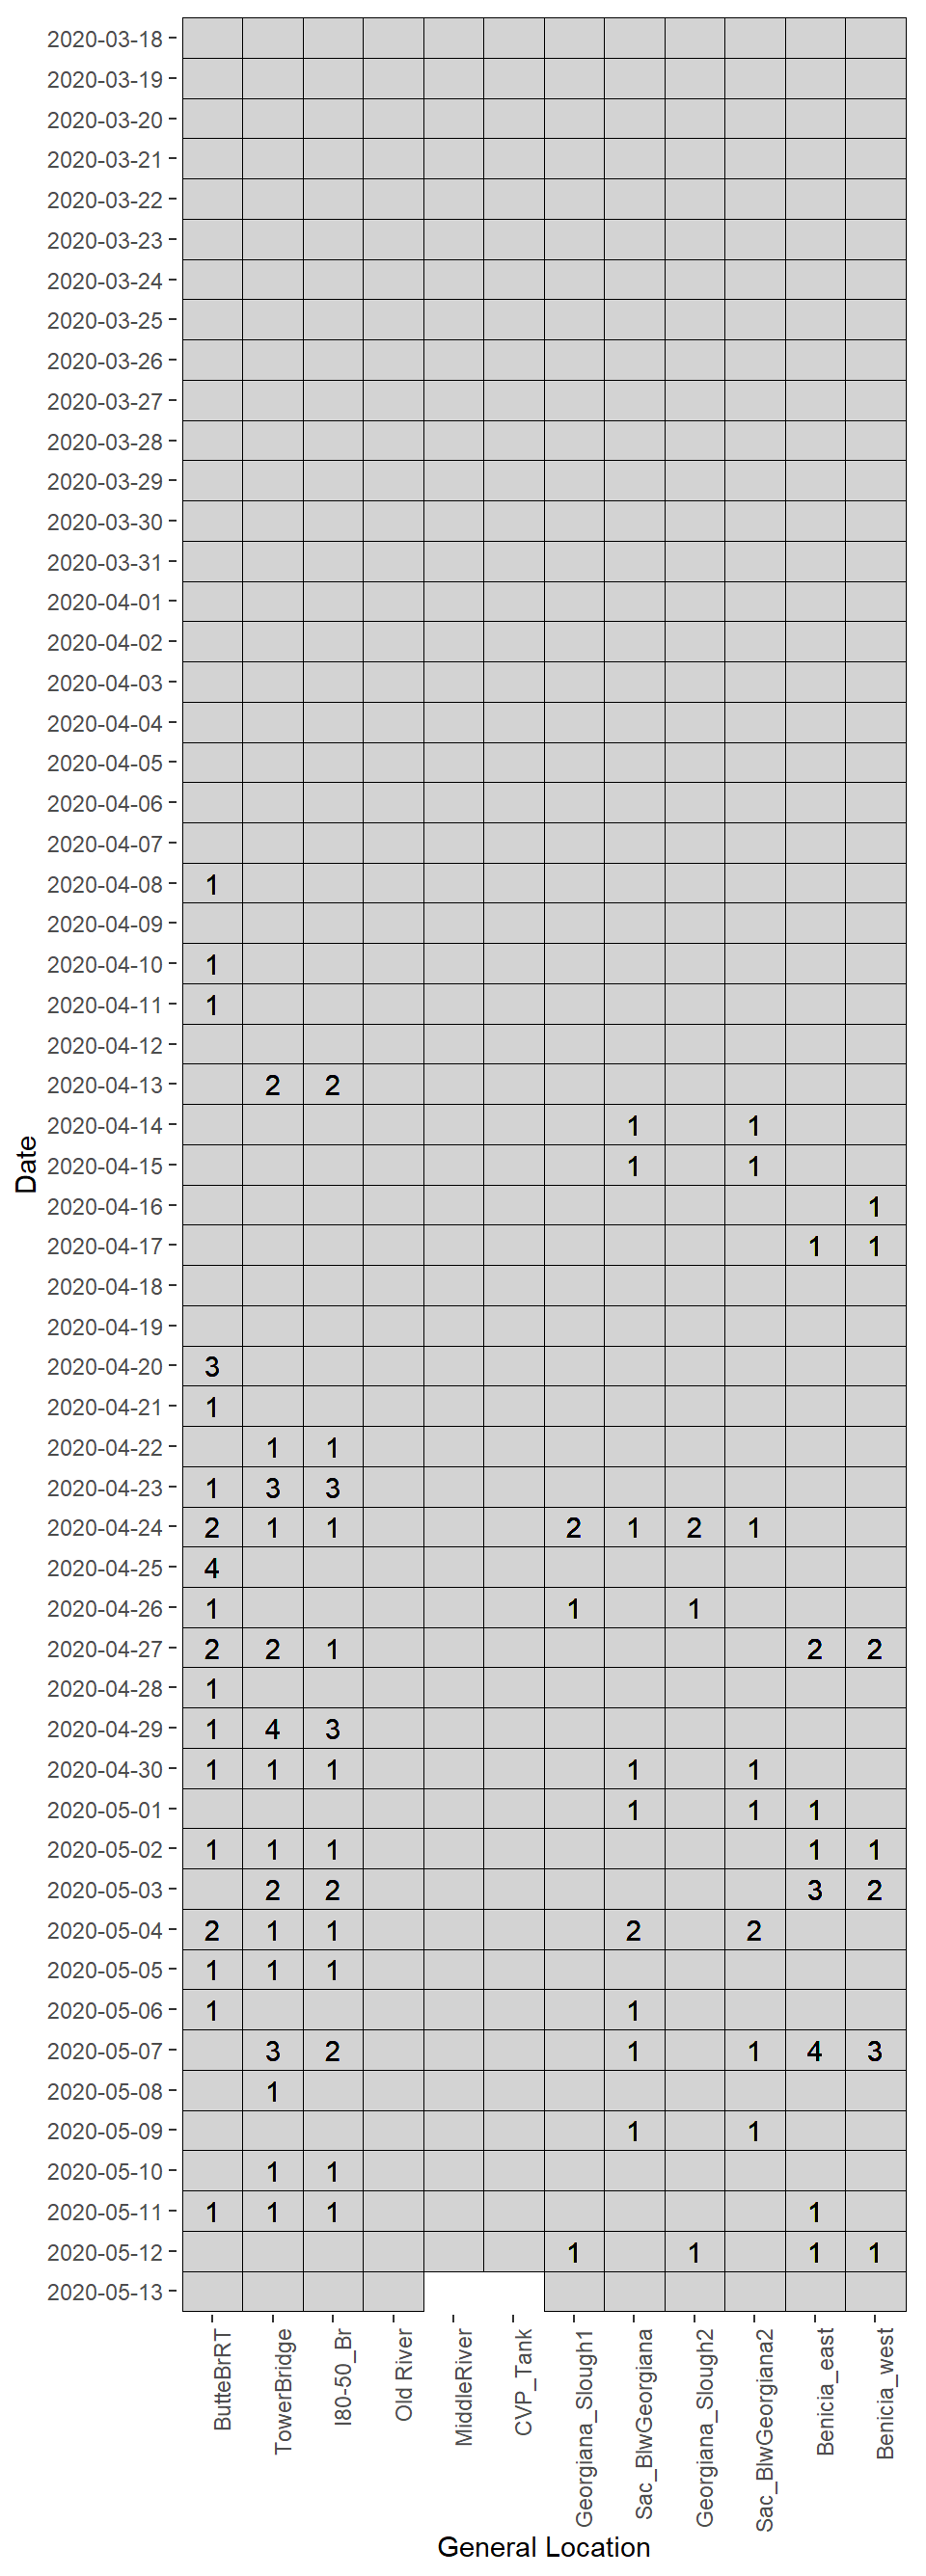 2020-03-18
2020-03-19
2020-03-20
2020-03-21
2020-03-22
2020-03-23
2020-03-24
2020-03-25
2020-03-26
2020-03-27
2020-03-28
2020-03-29
2020-03-30
2020-03-31
2020-04-01
2020-04-02
2020-04-03
2020-04-04
2020-04-05
2020-04-06
2020-04-07
2020-04-08 1
2020-04-09
2020-04-10 1
2020-04-11 1
2020-04-12
2020-04-13 2 2
2020-04-14 1 1
2020-04-15 1 1
2020-04-16 1
2020-04-17 1 1
2020-04-18
2020-04-19
2020-04-20 3
2020-04-21 1
2020-04-22 1 1
2020-04-23 1 3 3
2020-04-24 2 1 1 2 1 2 1
2020-04-25 4
2020-04-26 1 1 1
2020-04-27 2 2 1 2 2
2020-04-28 1
2020-04-29 1 4 3
2020-04-30 1 1 1 1 1
2020-05-01 1 1 1
2020-05-02 1 1 1 1 1
2020-05-03 2 2 3 2
2020-05-04 2 1 1 2 2
2020-05-05 1 1 1
2020-05-06 1 1
2020-05-07 3 2 1 1 4 3
2020-05-08 1
2020-05-09 1 1
2020-05-10 1 1
2020-05-11 1 1 1 1
2020-05-12 1 1 1 1
2020-05-13
Date
ButteBrRT
TowerBridge
I80-50_Br
Old River
MiddleRiver
CVP_Tank
Georgiana_Slough1
Sac_BlwGeorgiana
Georgiana_Slough2
Sac_BlwGeorgiana2
Benicia_east
Benicia_west
General Location